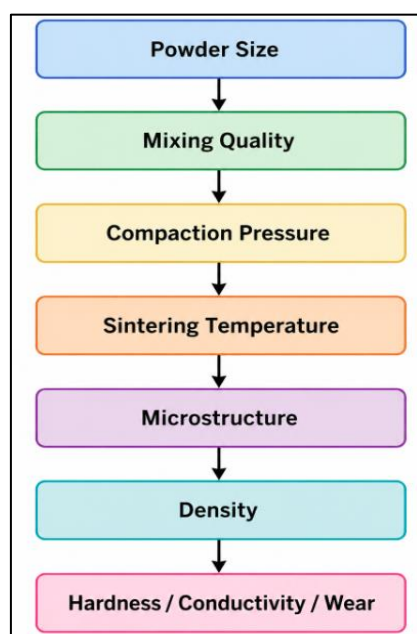 Powder Size
Mixing Quality
Compaction Pressure
Sintering Temperature
Microstructure
Density
Hardness / Conductivity / Wear